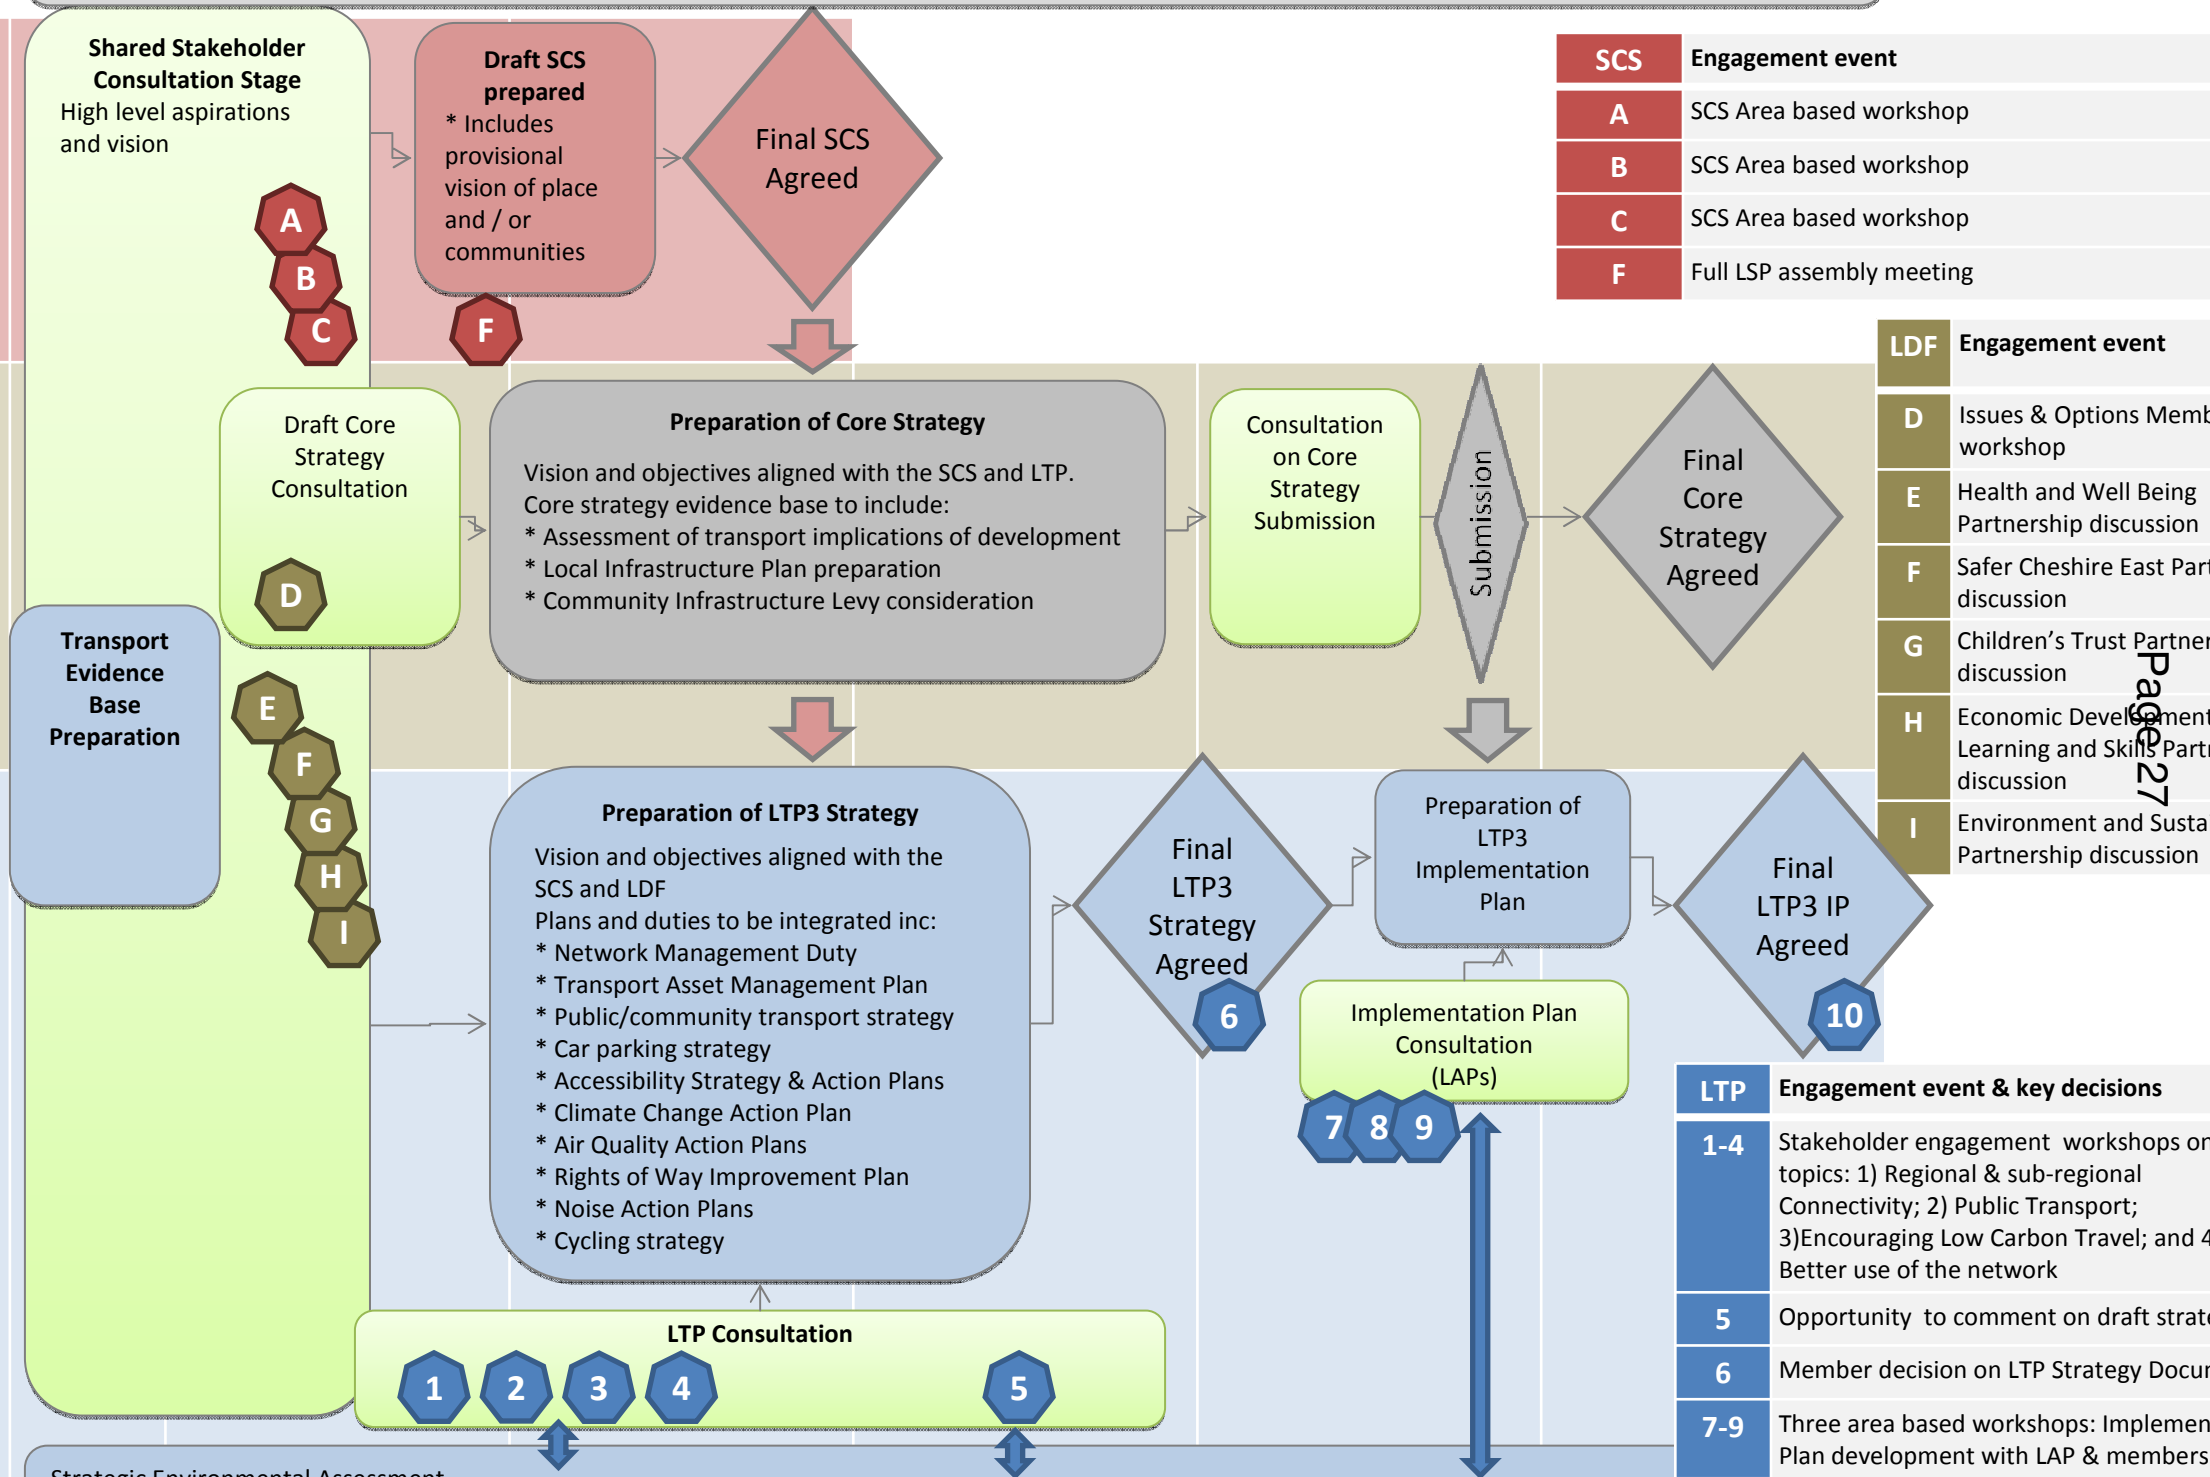 Shared Stakeholder
Consultation Stage
High level aspirations
and vision
A
B
C
Draft SCS
prepared
* Includes
provisional
vision of place
and / or
communities
F
Final SCS
Agreed
SCS Engagement event
A SCS Area based workshop
B SCS Area based workshop
C SCS Area based workshop
F Full LSP assembly meeting
Draft Core
Strategy
Consultation
D
Preparation of Core Strategy
Vision and objectives aligned with the SCS and LTP.
Core strategy evidence base to include:
* Assessment of transport implications of development
* Local Infrastructure Plan preparation
* Community Infrastructure Levy consideration
Consultation
on Core
Strategy
Submission
Submission
Final
Core
Strategy
Agreed
LDF Engagement event
D Issues & Options Memb
workshop
E Health and Well Being
Partnership discussion
F Safer Cheshire East Part
discussion
G Children's Trust Partner
discussion
H Economic Development
Learning and Skills Partn
discussion
I Environment and Susta
Partnership discussion
Page 27
Transport
Evidence
Base
Preparation
E
F
G
H
I
Preparation of LTP3 Strategy
Vision and objectives aligned with the
SCS and LDF
Plans and duties to be integrated inc:
* Network Management Duty
* Transport Asset Management Plan
* Public/community transport strategy
* Car parking strategy
* Accessibility Strategy & Action Plans
* Climate Change Action Plan
* Air Quality Action Plans
* Rights of Way Improvement Plan
* Noise Action Plans
* Cycling strategy
Final
LTP3
Strategy
Agreed
6
Preparation of
LTP3
Implementation
Plan
Final
LTP3 IP
Agreed
10
Implementation Plan
Consultation
(LAPs)
7 8 9
LTP Consultation
1 2 3 4 5
LTP Engagement event & key decisions
1-4 Stakeholder engagement workshops on
topics: 1) Regional & sub-regional
Connectivity; 2) Public Transport;
3)Encouraging Low Carbon Travel; and 4
Better use of the network
5 Opportunity to comment on draft strate
6 Member decision on LTP Strategy Docu
7-9 Three area based workshops: Implemen
Plan development with LAP & members
Strategic Environmental Assessment